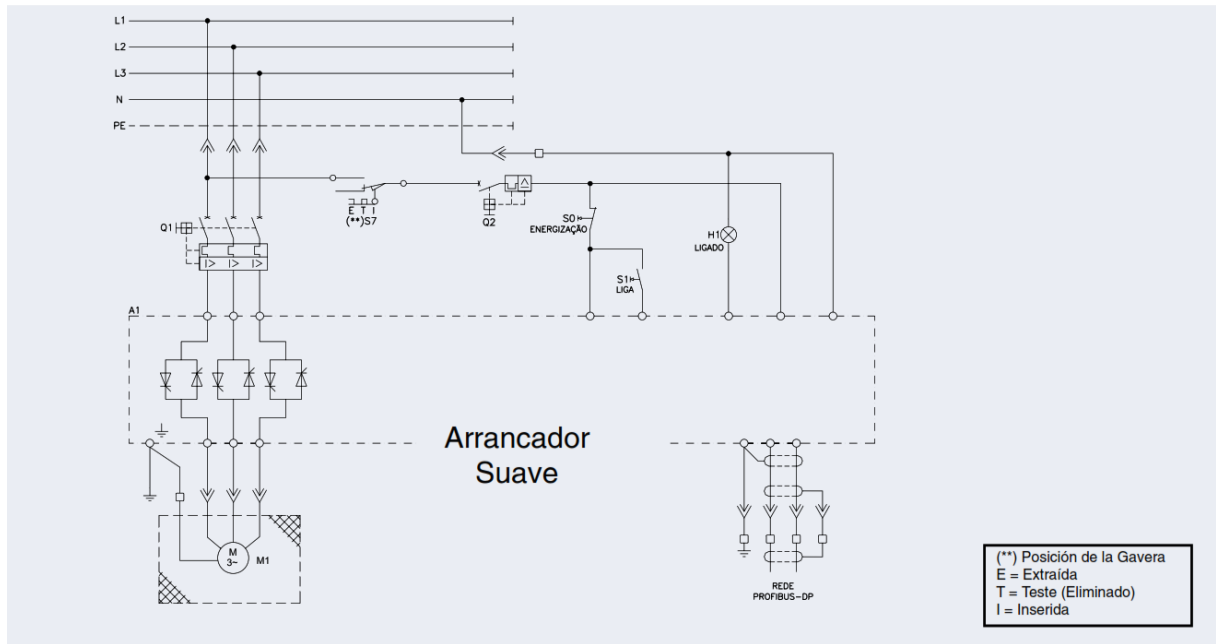 L1
L2
L3
N
PE
E T I
(**)S7
Q1
Q2
S0
ENERGIZAÇÃO
H1
LIGADO
S1
LIGA
I> I> I>
A1
Arrancador
Suave
M
3~
M1
REDE
PROFIBUS-DP
(**) Posición de la Gavera
E = Extraída
T = Teste (Eliminado)
I = Inserida